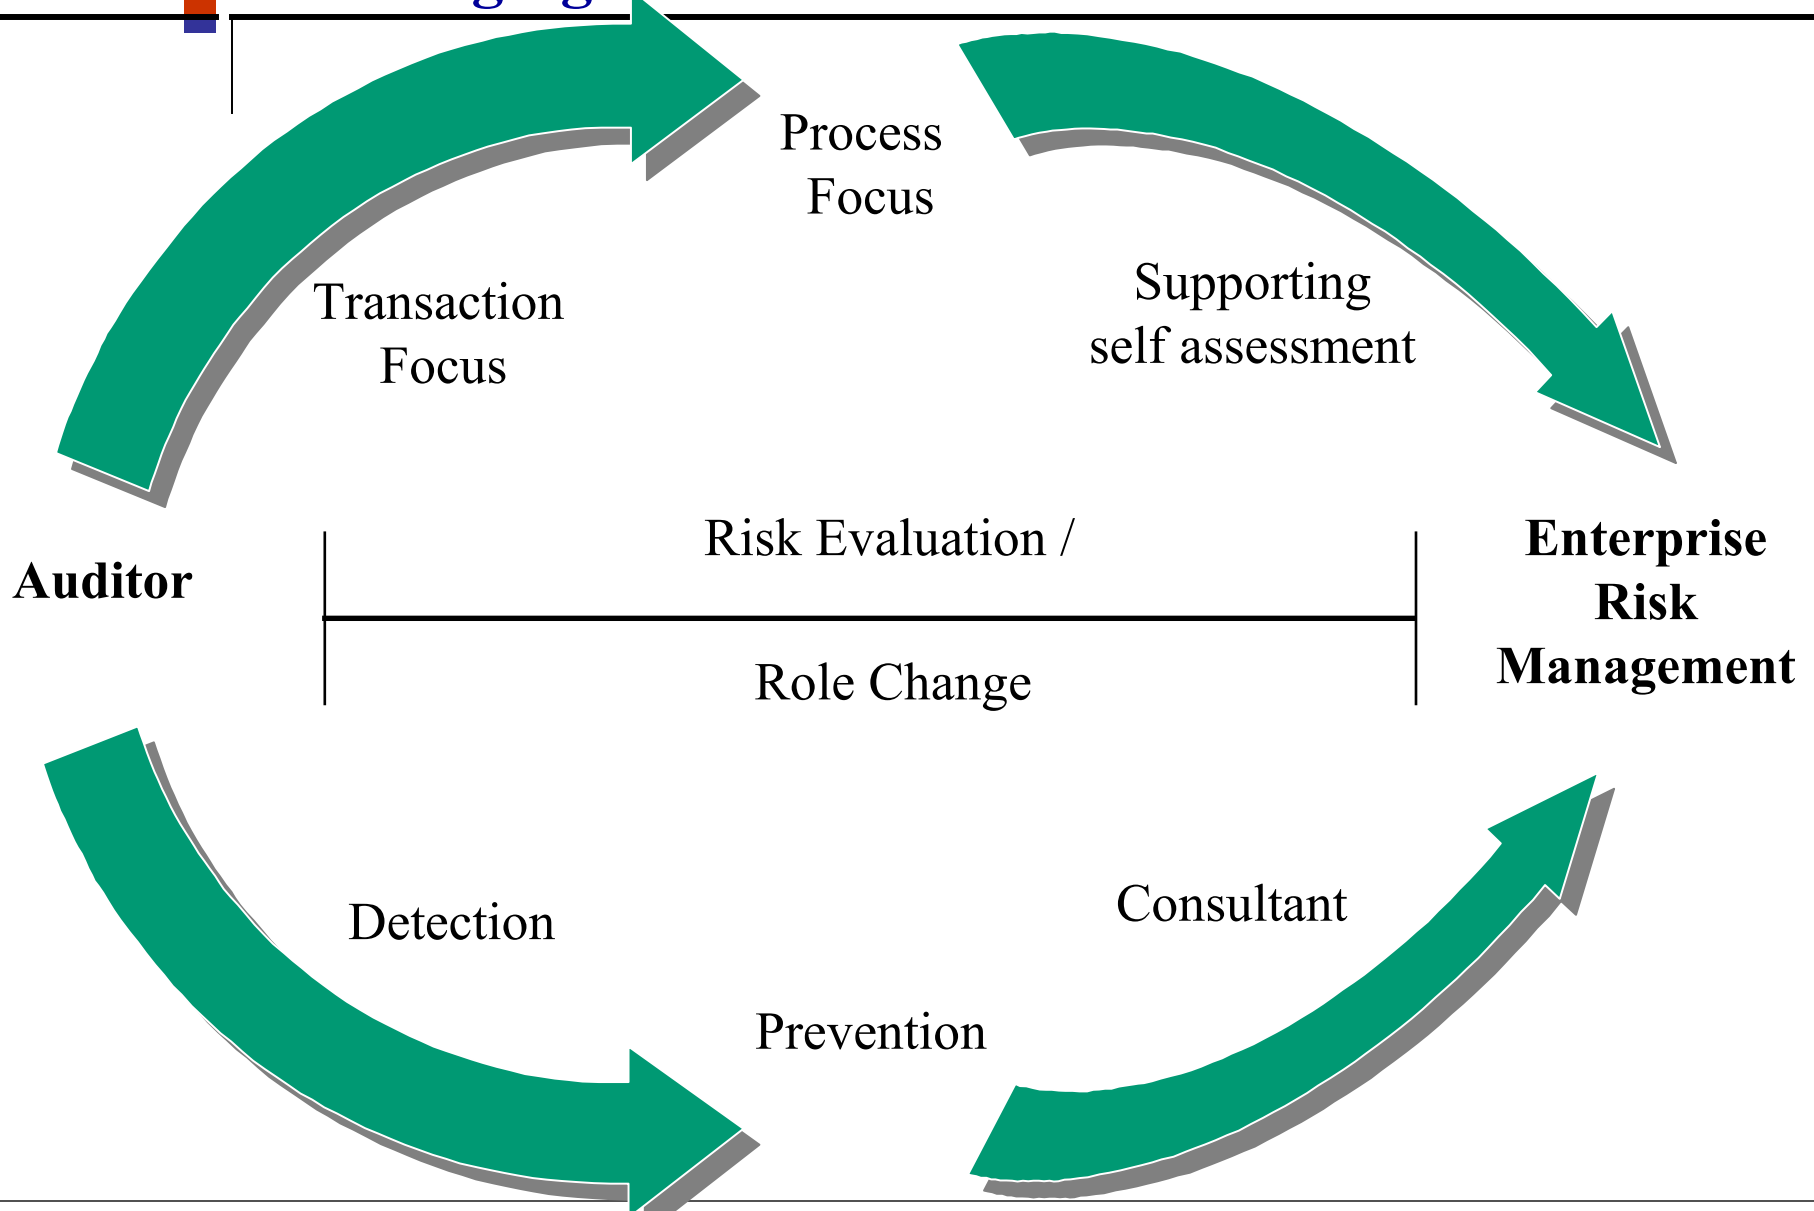 Process
Focus
Transaction
Focus
Supporting
self assessment
Risk Evaluation /
Role Change
Auditor
Enterprise
Risk
Management
Detection
Consultant
Prevention